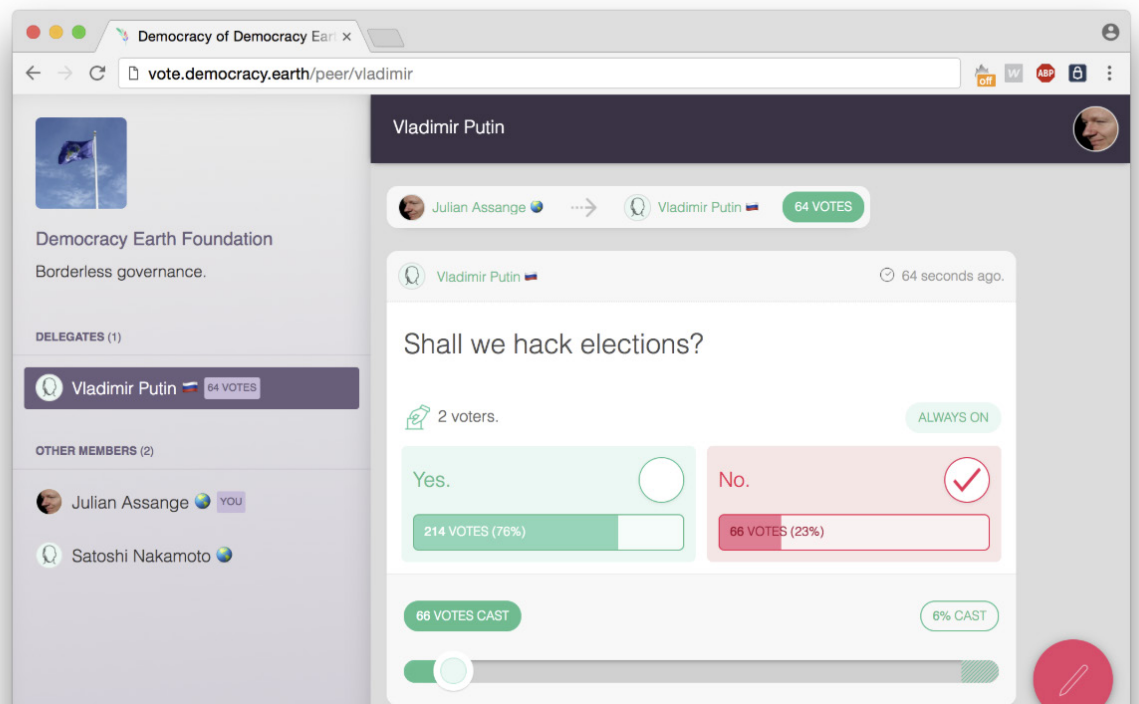 Democracy of Democracy Ear
vote.democracy.earth/peer/vladimir
off
W
ABP
Vladimir Putin
Democracy Earth Foundation
Borderless governance.
DELEGATES (1)
Vladimir Putin 64 VOTES
OTHER MEMBERS (2)
Julian Assange YOU
Satoshi Nakamoto
Julian Assange Vladimir Putin 64 VOTES
Vladimir Putin 64 seconds ago.
Shall we hack elections?
2 voters. ALWAYS ON
Yes. No.
214 VOTES (76%) 66 VOTES (23%)
66 VOTES CAST 6% CAST